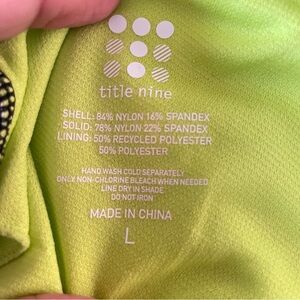 title nine
SHELL: 84% NYLON 16% SPANDEX
SOLID: 78% NYLON 22% SPANDEX
LINING: 50% RECYCLED POLYESTER
50% POLYESTER
HAND WASH COLD SEPARATELY
ONLY NON-CHLORINE BLEACH WHEN NEEDED
LINE DRY IN SHADE
DO NOT IRON
MADE IN CHINA
L